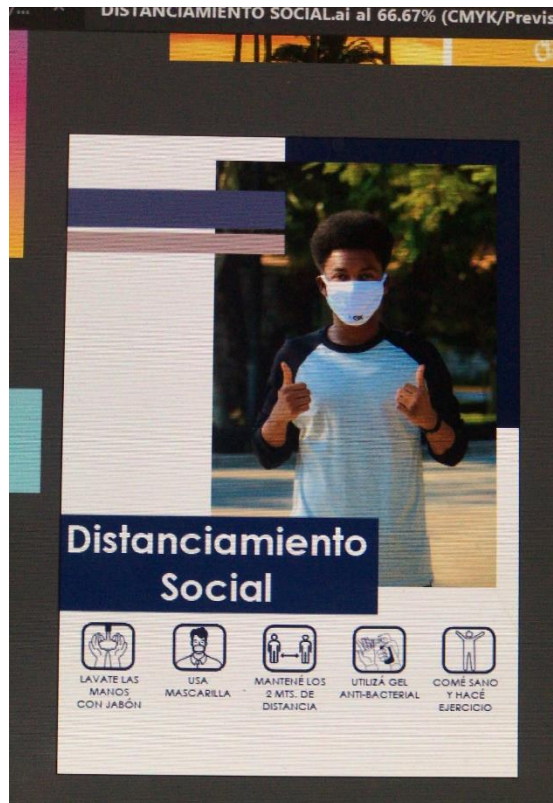 DISTANCIAMIENTO SOCIAL.ai al 66.67% (CMYK/Previs
Distanciamiento
Social
LAVATE LAS
MANOS
CON JABÓN
USA
MASCARILLA
MANTENÉ LOS
2 MTS. DE
DISTANCIA
UTILIZÁ GEL
ANTI-BACTERIAL
COMÉ SANO
Y HACÉ
EJERCICIO